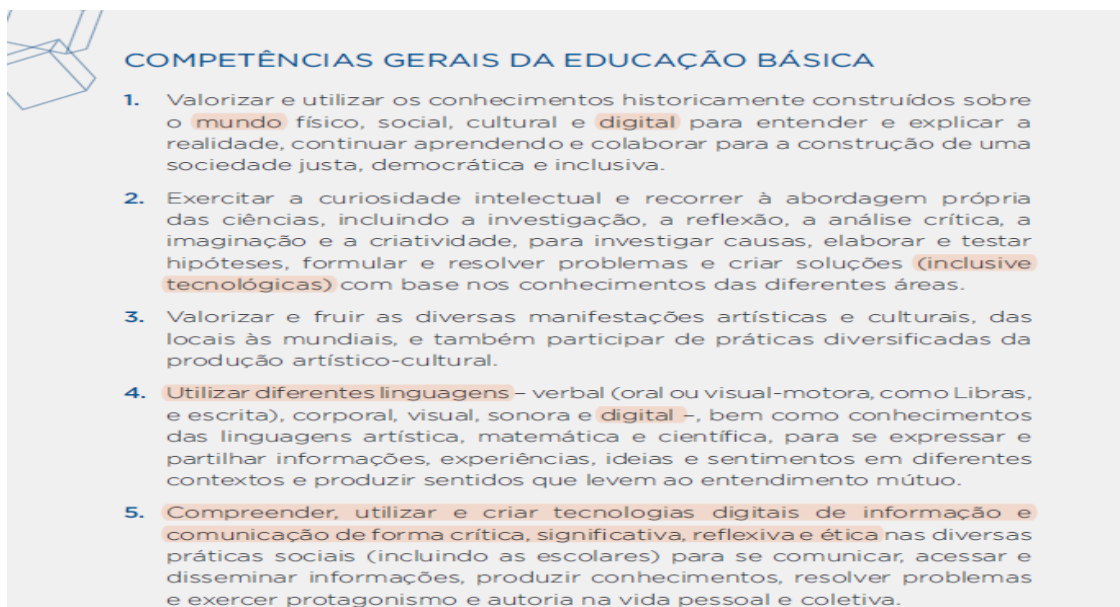 COMPETÊNCIAS GERAIS DA EDUCAÇÃO BÁSICA
1. Valorizar e utilizar os conhecimentos historicamente construídos sobre
o mundo físico, social, cultural e digital para entender e explicar a
realidade, continuar aprendendo e colaborar para a construção de uma
sociedade justa, democrática e inclusiva.
2. Exercitar a curiosidade intelectual e recorrer à abordagem própria
das ciências, incluindo a investigação, a reflexão, a análise crítica, a
imaginação e a criatividade, para investigar causas, elaborar e testar
hipóteses, formular e resolver problemas e criar soluções (inclusive
tecnológicas) com base nos conhecimentos das diferentes áreas.
3. Valorizar e fruir as diversas manifestações artísticas e culturais, das
locais às mundiais, e também participar de práticas diversificadas da
produção artístico-cultural.
4. Utilizar diferentes linguagens – verbal (oral ou visual-motora, como Libras,
e escrita), corporal, visual, sonora e digital –, bem como conhecimentos
das linguagens artística, matemática e científica, para se expressar e
partilhar informações, experiências, ideias e sentimentos em diferentes
contextos e produzir sentidos que levem ao entendimento mútuo.
5. Compreender, utilizar e criar tecnologias digitais de informação e
comunicação de forma crítica, significativa, reflexiva e ética nas diversas
práticas sociais (incluindo as escolares) para se comunicar, acessar e
disseminar informações, produzir conhecimentos, resolver problemas
e exercer protagonismo e autoria na vida pessoal e coletiva.